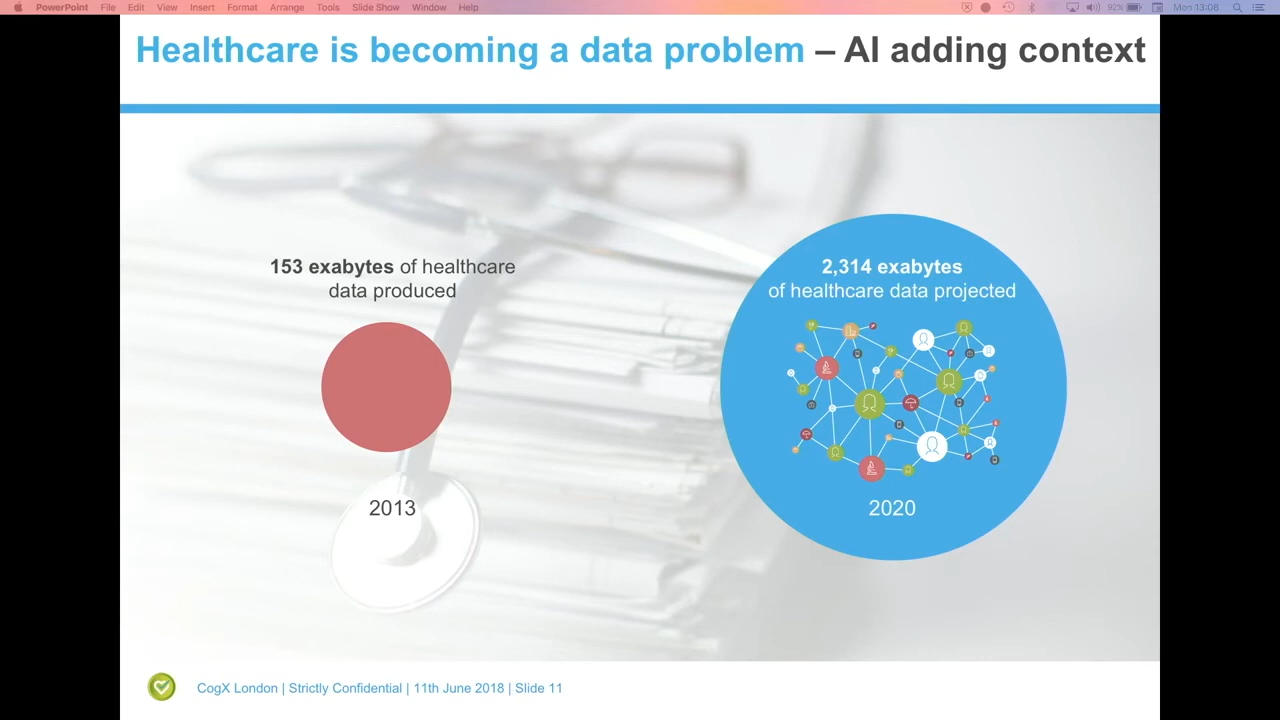 PowerPoint File Edit View Insert Format Arrange Tools Slide Show Window Help 92% Mon 13:08
Healthcare is becoming a data problem – AI adding context
153 exabytes of healthcare
data produced
2013
2,314 exabytes
of healthcare data projected
2020
CogX London | Strictly Confidential | 11th June 2018 | Slide 11